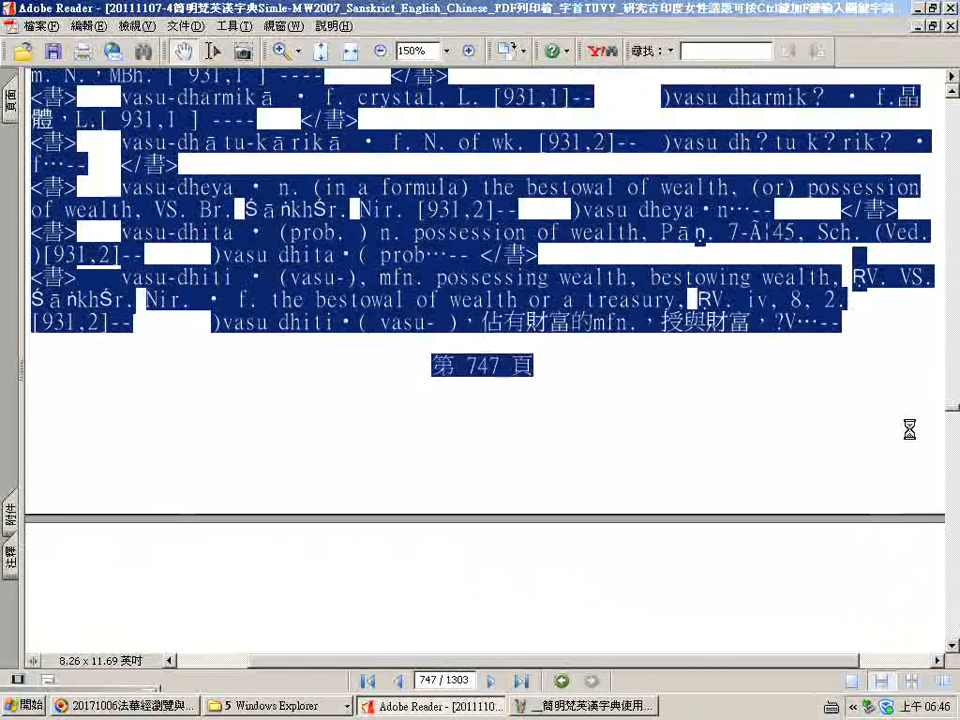 Adobe Reader - [20111107-4簡明梵英漢字典Simle-MW2007_Sanskrict_English_Chinese_PDF列印檔_字首TUVY_研究古印度女性議題可按Ctrl鍵加F鍵輸入關鍵字詞...
檔案(F) 編輯(E) 檢視(V) 文件(D) 工具(T) 視窗(W) 說明(H)
150% Y! 尋找：
頁面
m. N.，MBh. [ 931,1 ] ---- </書>
<書> vasu-dharmikā • f. crystal, L. [931,1]-- )vasu dharmik? • f.晶
體，L.[ 931,1 ] ---- </書>
<書> vasu-dhātu-kārikā • f. N. of wk. [931,2]-- )vasu dh?tu k?rik? •
f…-- </書>
<書> vasu-dheya • n. (in a formula) the bestowal of wealth, (or) possession
of wealth, VS. Br. ŚāṅkhŚr. Nir. [931,2]-- )vasu dheya•n…-- </書>
<書> vasu-dhita • (prob. ) n. possession of wealth, Pāṇ. 7-Ä¦45, Sch. (Ved.
)[931,2]-- )vasu dhita•( prob…-- </書>
<書> vasu-dhiti • (vasu-), mfn. possessing wealth, bestowing wealth, ṚV. VS.
ŚāṅkhŚr. Nir. • f. the bestowal of wealth or a treasury, ṚV. iv, 8, 2.
[931,2]-- )vasu dhiti•( vasu- )，佔有財富的mfn.，授與財富，?V…--
第 747 頁
附件
注釋
8.26 x 11.69 英吋
747 / 1303
開始 20171006法華經瀏覽與... 5 Windows Explorer Adobe Reader - [2011110... __簡明梵英漢字典使用... 上午 06:46